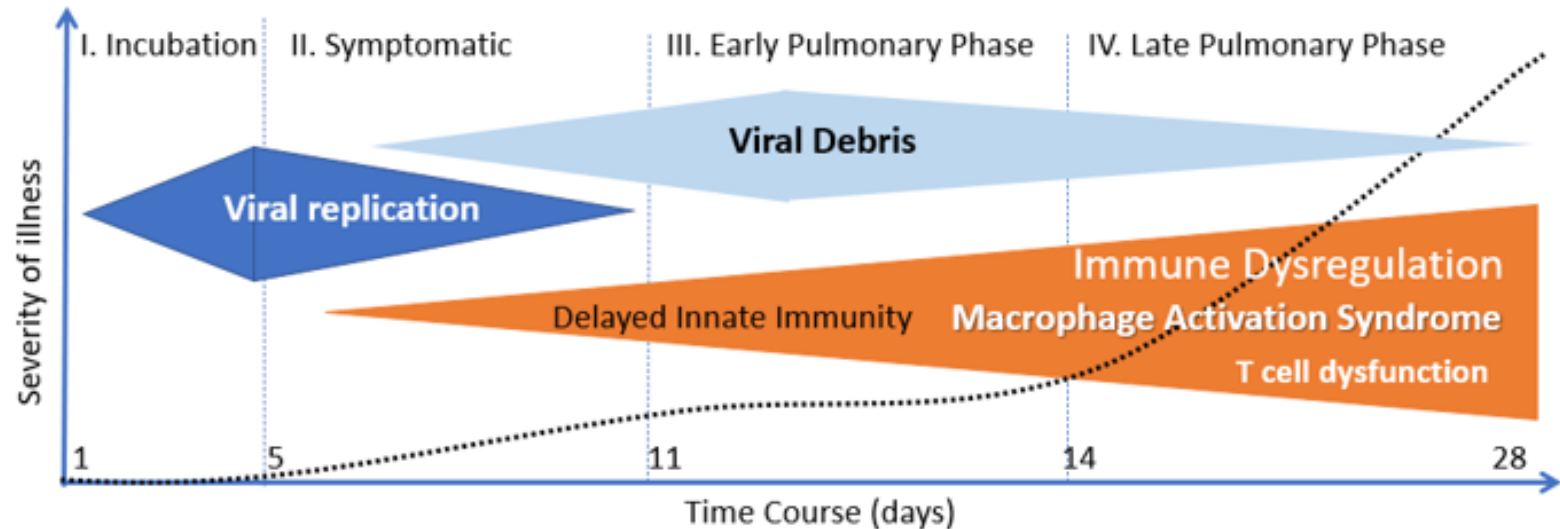 I. Incubation
II. Symptomatic
III. Early Pulmonary Phase
IV. Late Pulmonary Phase
Severity of illness
Viral Debris
Viral replication
Immune Dysregulation
Delayed Innate Immunity
Macrophage Activation Syndrome
T cell dysfunction
1
5
11
14
28
Time Course (days)